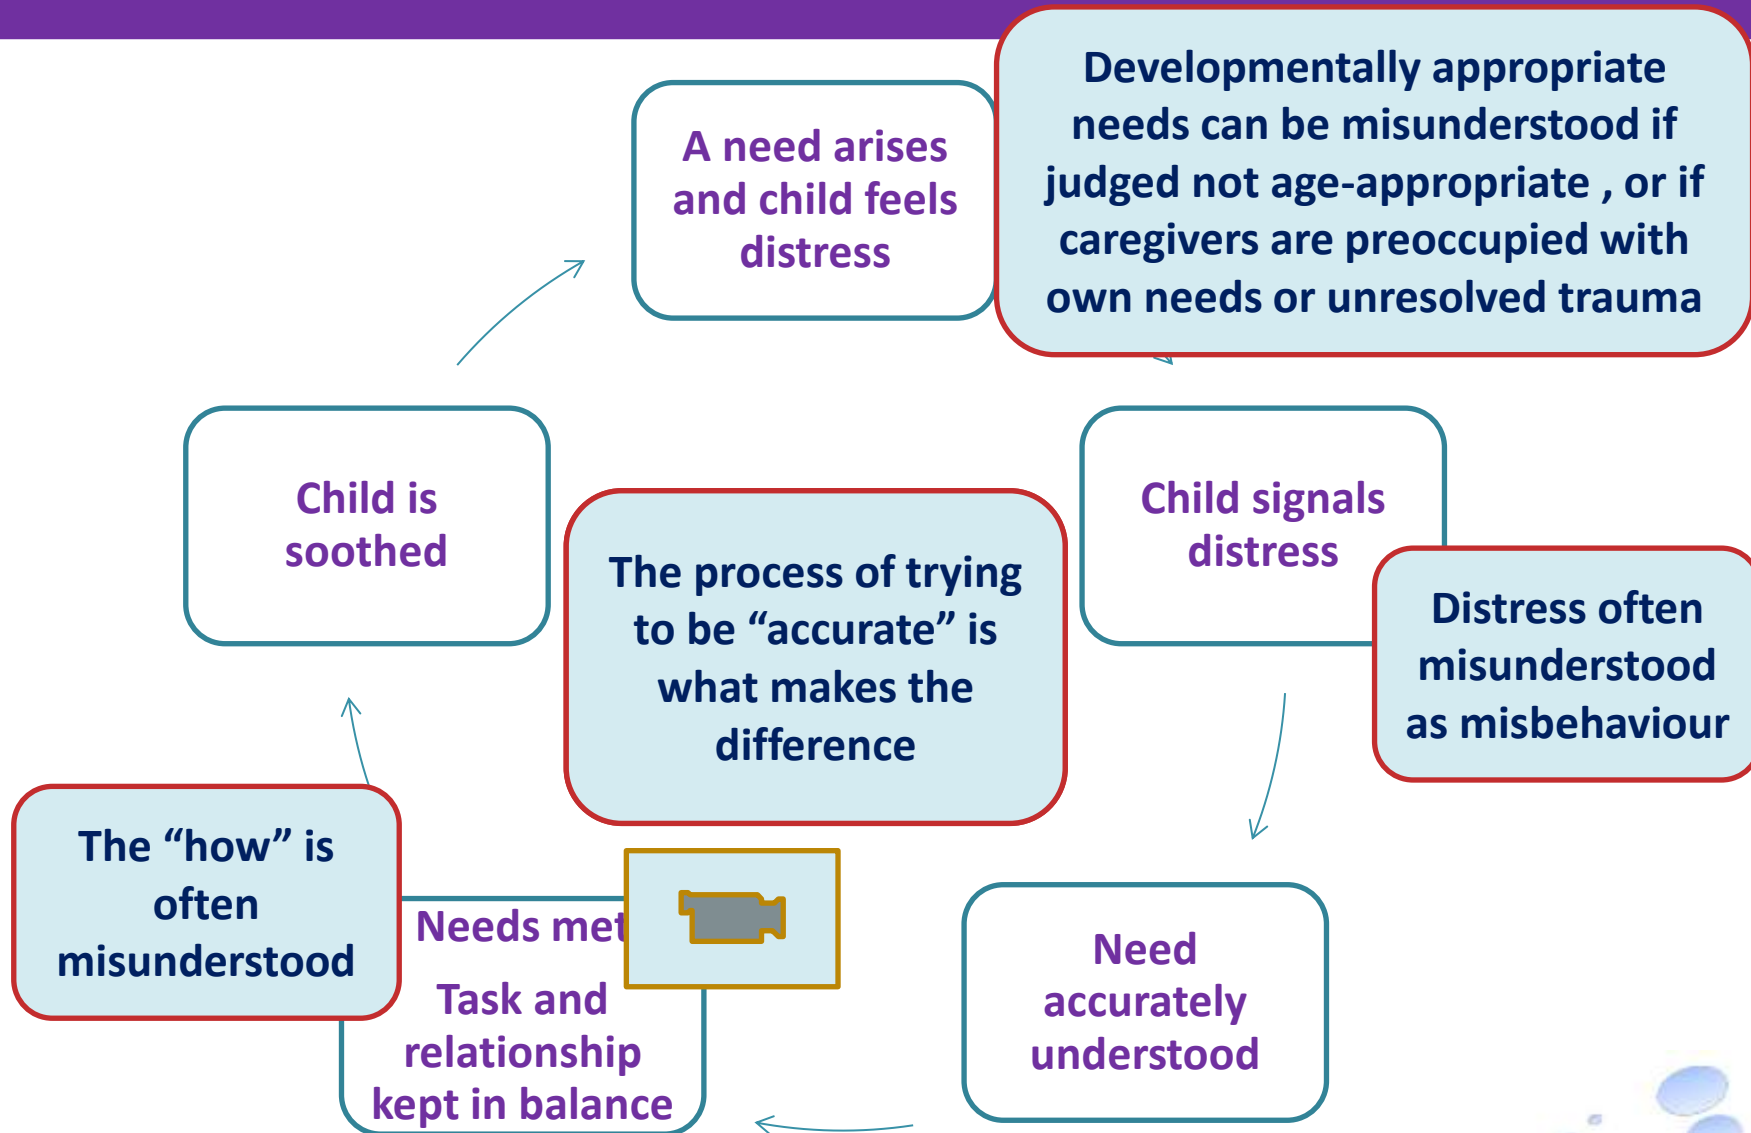 A need arises
and child feels
distress
Developmentally appropriate
needs can be misunderstood if
judged not age-appropriate , or if
caregivers are preoccupied with
own needs or unresolved trauma
Child signals
distress
Distress often
misunderstood
as misbehaviour
Need
accurately
understood
Needs met
Task and
relationship
kept in balance
The “how” is
often
misunderstood
Child is
soothed
The process of trying
to be “accurate” is
what makes the
difference